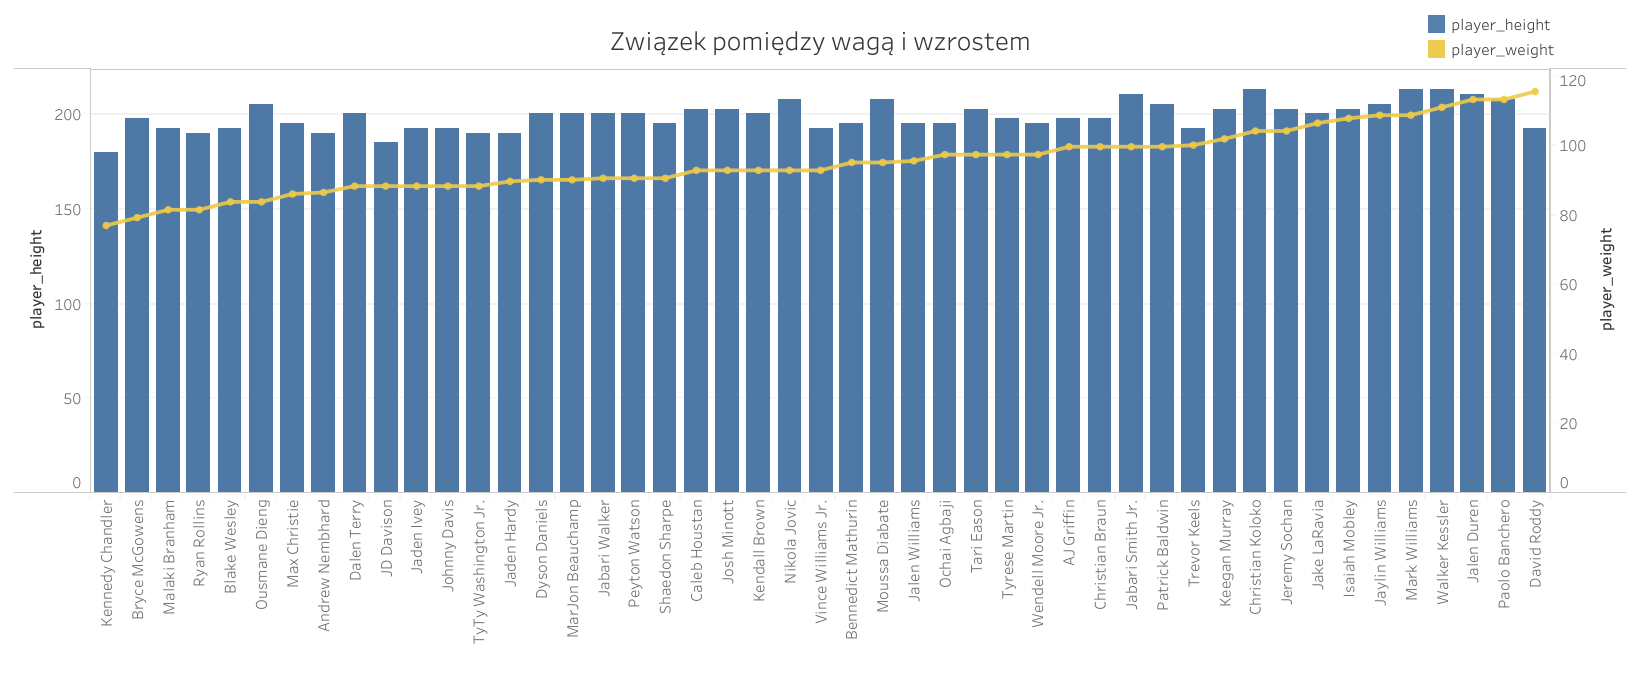 Związek pomiędzy wagą i wzrostem
player_height
player_weight
player_height
200
150
100
50
0
120
100
80
60
40
20
0
player_weight
Kennedy Chandler
Bryce McGowens
Malaki Branham
Ryan Rollins
Blake Wesley
Ousmane Dieng
Max Christie
Andrew Nembhard
Dalen Terry
JD Davison
Jaden Ivey
Johnny Davis
TyTy Washington Jr.
Jaden Hardy
Dyson Daniels
MarJon Beauchamp
Jabari Walker
Peyton Watson
Shaedon Sharpe
Caleb Houstan
Josh Minott
Kendall Brown
Nikola Jovic
Vince Williams Jr.
Bennedict Mathurin
Moussa Diabate
Jalen Williams
Ochai Agbaji
Tari Eason
Tyrese Martin
Wendell Moore Jr.
AJ Griffin
Christian Braun
Jabari Smith Jr.
Patrick Baldwin
Trevor Keels
Keegan Murray
Christian Koloko
Jeremy Sochan
Jake LaRavia
Isaiah Mobley
Jaylin Williams
Mark Williams
Walker Kessler
Jalen Duren
Paolo Banchero
David Roddy